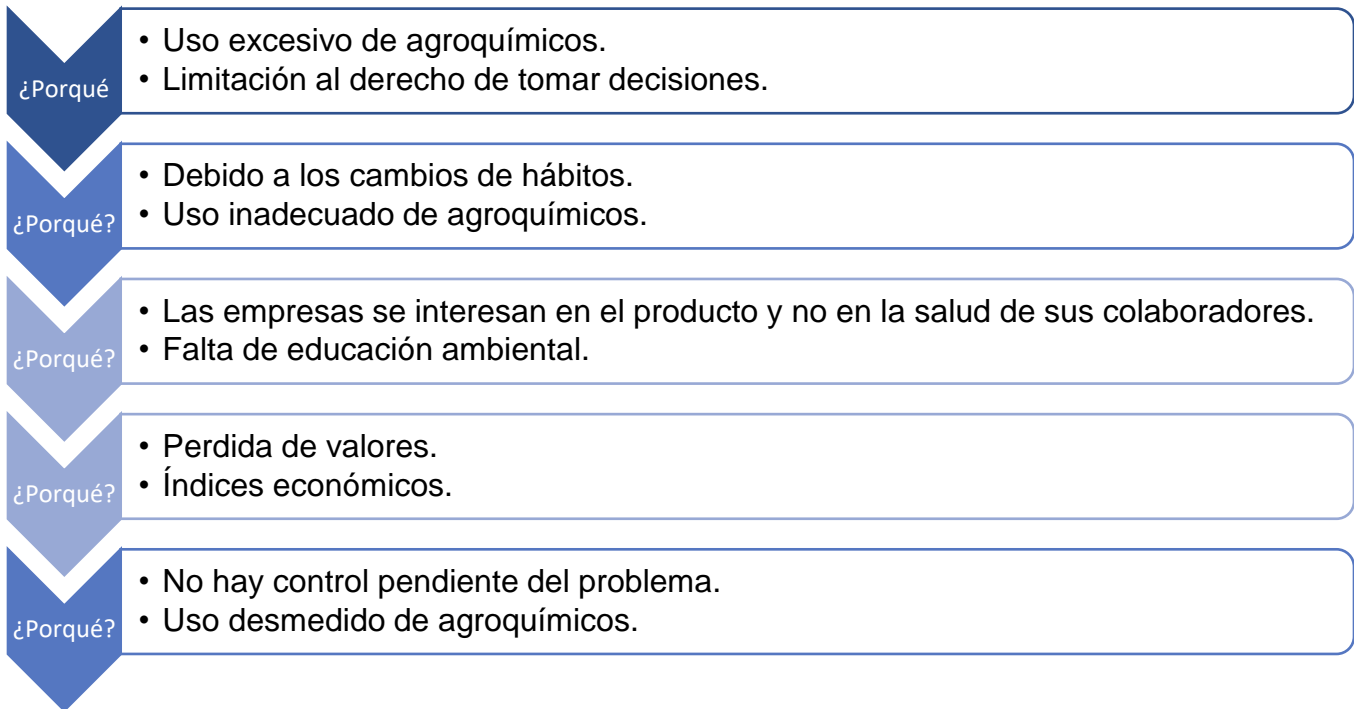 ¿Porqué
• Uso excesivo de agroquímicos.
• Limitación al derecho de tomar decisiones.
¿Porqué?
• Debido a los cambios de hábitos.
• Uso inadecuado de agroquímicos.
¿Porqué?
• Las empresas se interesan en el producto y no en la salud de sus colaboradores.
• Falta de educación ambiental.
¿Porqué?
• Perdida de valores.
• Índices económicos.
¿Porqué?
• No hay control pendiente del problema.
• Uso desmedido de agroquímicos.